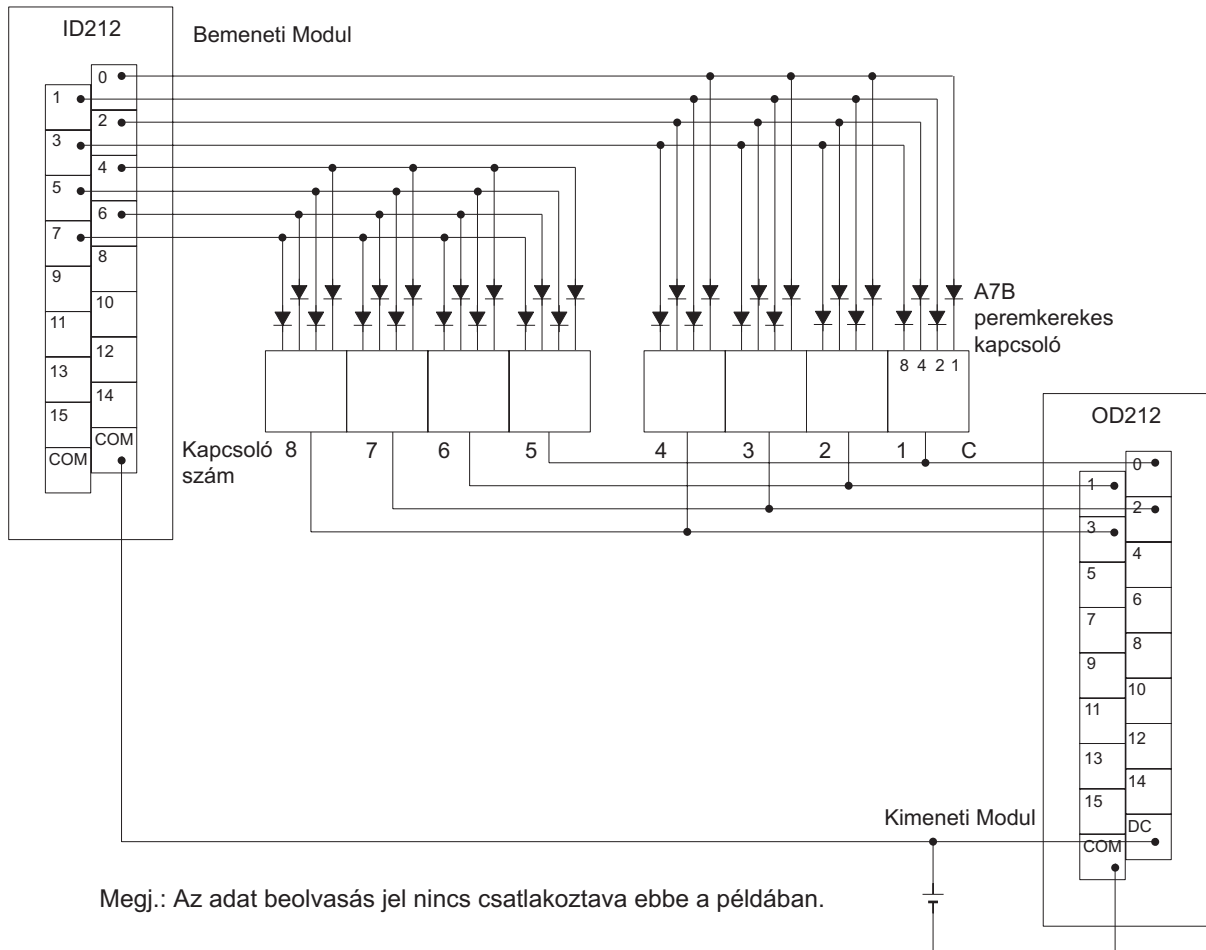 ID212
Bemeneti Modul
0
1
2
3
4
5
6
7
8
9
10
11
12
13
14
15
COM
COM
A7B
peremkerekes
kapcsoló
8 4 2 1
Kapcsoló
szám
8 7 6 5 4 3 2 1 C
OD212
0
1
2
3
4
5
6
7
8
9
10
11
12
13
14
15
DC
COM
Kimeneti Modul
Megj.: Az adat beolvasás jel nincs csatlakoztava ebbe a példában.